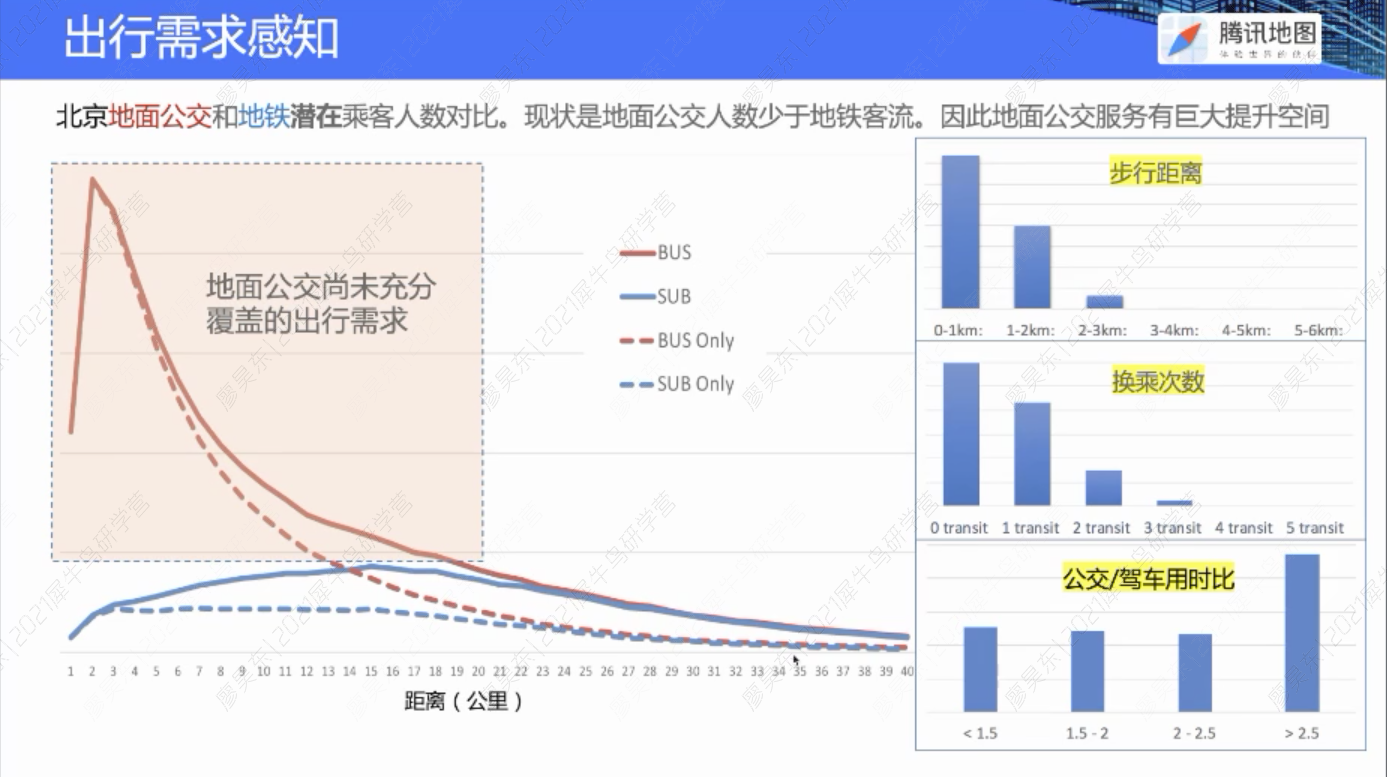 出行需求感知
腾讯地图
北京地面公交和地铁潜在乘客人数对比。现状是地面公交人数少于地铁客流。因此地面公交服务有巨大提升空间
地面公交尚未充分
覆盖的出行需求
BUS
SUB
BUS Only
SUB Only
1 2 3 4 5 6 7 8 9 10 11 12 13 14 15 16 17 18 19 20 21 22 23 24 25 26 27 28 29 30 31 32 33 34 35 36 37 38 39 40
距离（公里）
步行距离
0-1km: 1-2km: 2-3km: 3-4km: 4-5km: 5-6km:
换乘次数
0 transit 1 transit 2 transit 3 transit 4 transit 5 transit
公交/驾车用时比
< 1.5 1.5 - 2 2 - 2.5 > 2.5
廖昊东|2021犀牛鸟研学营